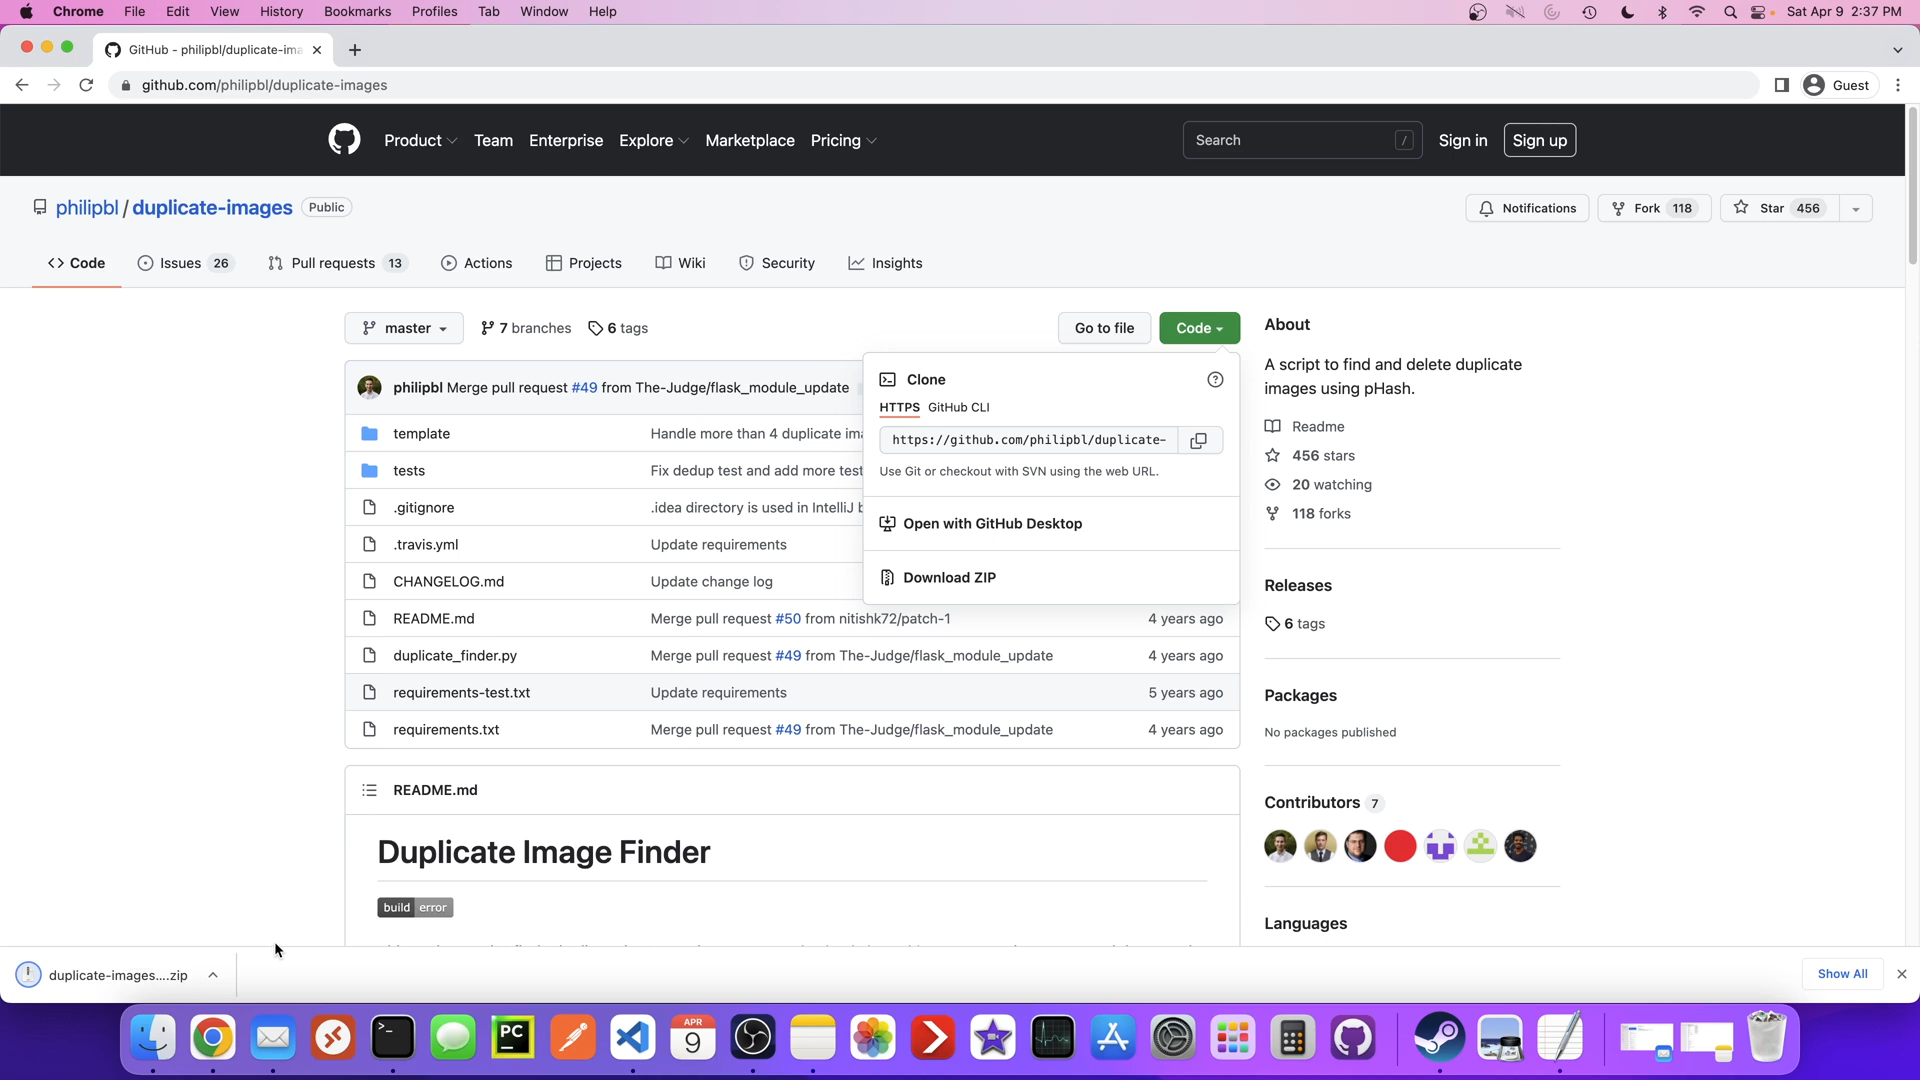 Chrome File Edit View History Bookmarks Profiles Tab Window Help Sat Apr 9 2:37 PM
GitHub - philipbl/duplicate-ima
github.com/philipbl/duplicate-images Guest
Product Team Enterprise Explore Marketplace Pricing Search / Sign in Sign up
philipbl / duplicate-images Public Notifications Fork 118 Star 456
Code Issues 26 Pull requests 13 Actions Projects Wiki Security Insights
master 7 branches 6 tags Go to file Code
philipbl Merge pull request #49 from The-Judge/flask_module_update
template Handle more than 4 duplicate ima
tests Fix dedup test and add more test
.gitignore .idea directory is used in IntelliJ b
.travis.yml Update requirements
CHANGELOG.md Update change log
README.md Merge pull request #50 from nitishk72/patch-1 4 years ago
duplicate_finder.py Merge pull request #49 from The-Judge/flask_module_update 4 years ago
requirements-test.txt Update requirements 5 years ago
requirements.txt Merge pull request #49 from The-Judge/flask_module_update 4 years ago
Clone
HTTPS GitHub CLI
https://github.com/philipbl/duplicate-
Use Git or checkout with SVN using the web URL.
Open with GitHub Desktop
Download ZIP
README.md
Duplicate Image Finder
build error
About
A script to find and delete duplicate
images using pHash.
Readme
456 stars
20 watching
118 forks
Releases
6 tags
Packages
No packages published
Contributors 7
Languages
duplicate-images....zip Show All
PC
APR
9